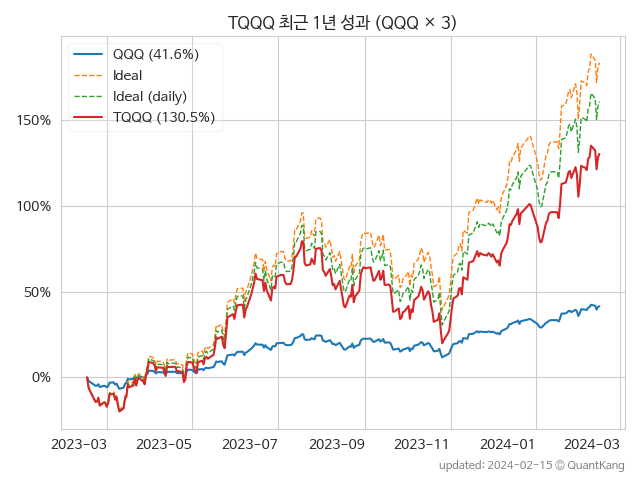 TQQQ 최근 1년 성과 (QQQ × 3)
QQQ (41.6%)
Ideal
Ideal (daily)
TQQQ (130.5%)
150%
100%
50%
0%
2023-03 2023-05 2023-07 2023-09 2023-11 2024-01 2024-03
updated: 2024-02-15 © QuantKang